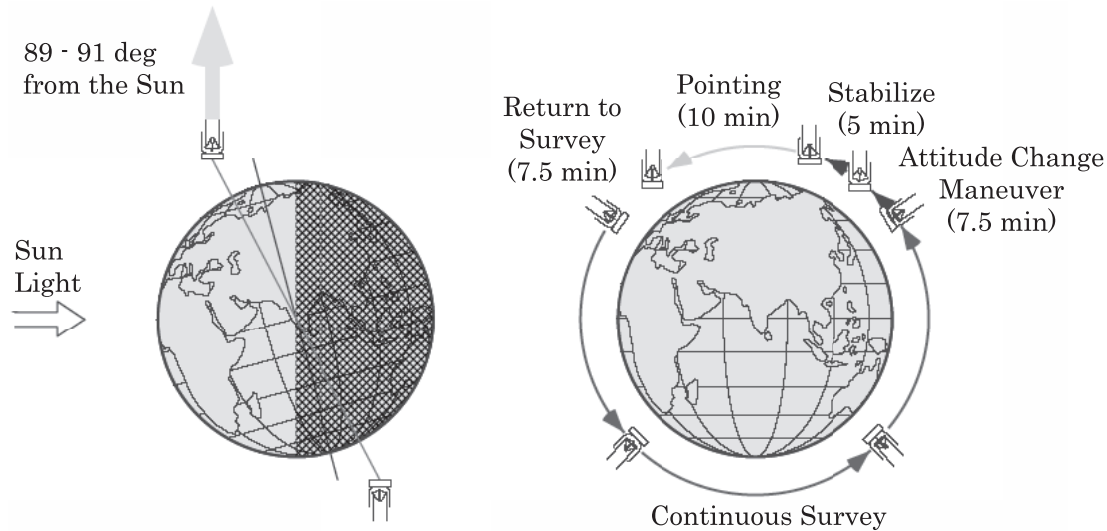 89 - 91 deg
from the Sun
Sun
Light
Return to
Survey
(7.5 min)
Pointing
(10 min)
Stabilize
(5 min)
Attitude Change
Maneuver
(7.5 min)
Continuous Survey